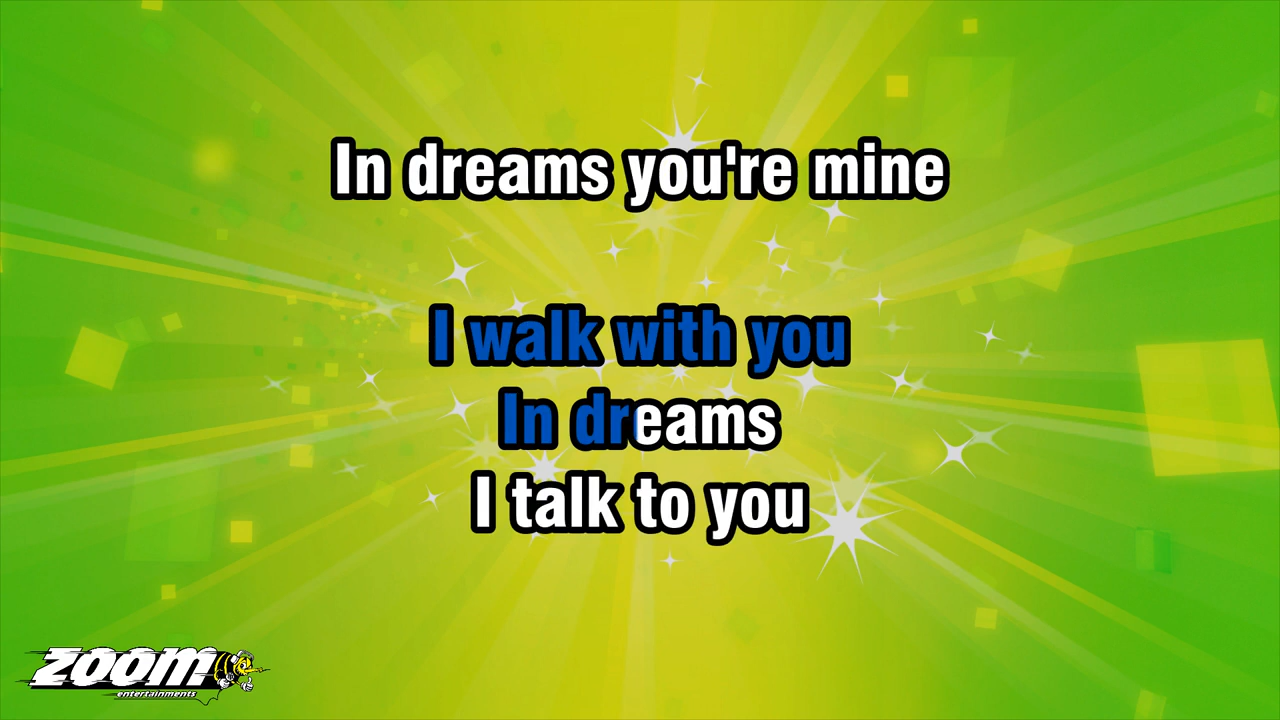 In dreams you're mine
I walk with you
In dreams
I talk to you
zoom
entertainments